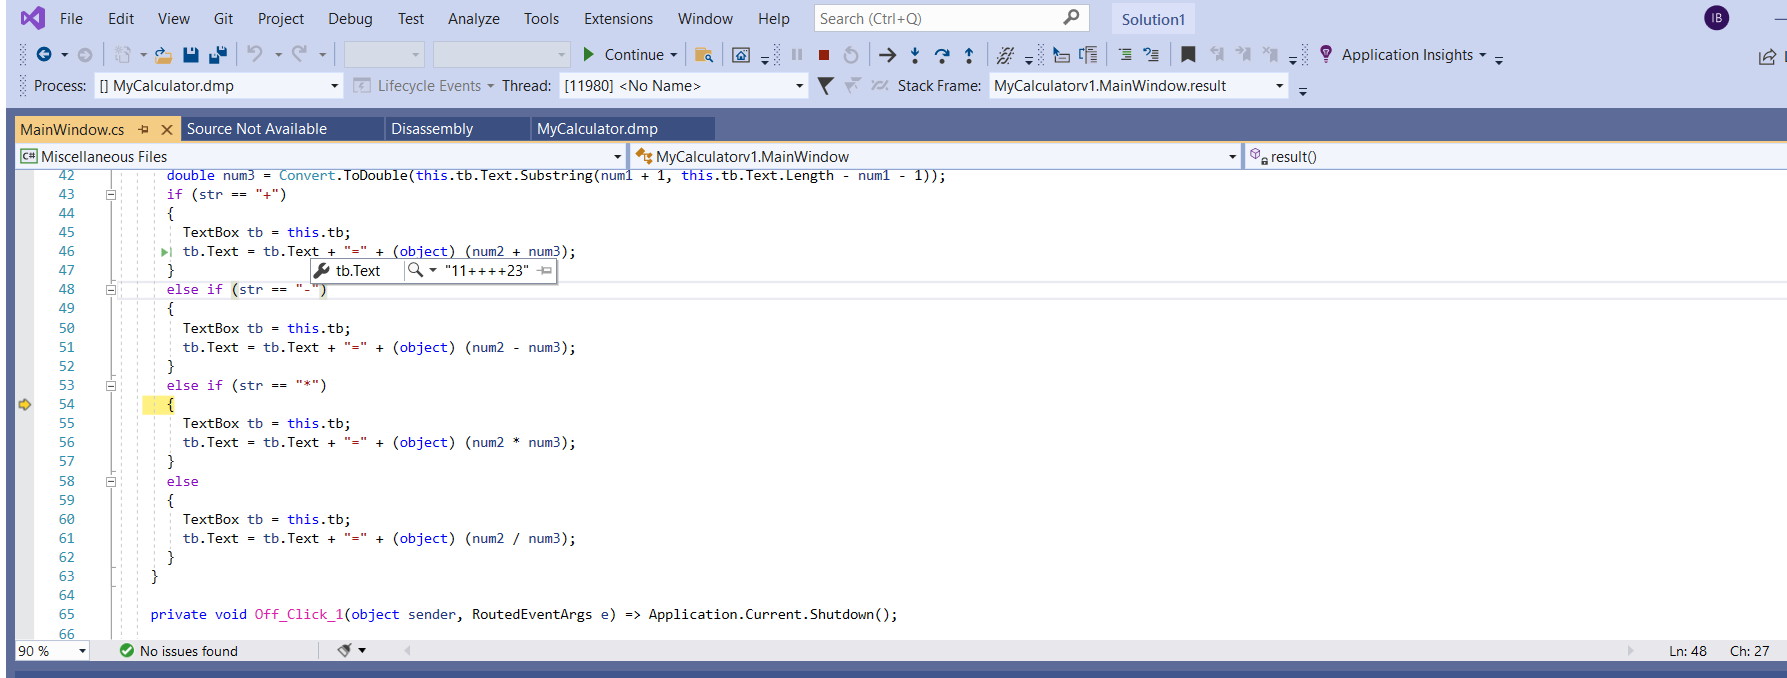 File Edit View Git Project Debug Test Analyze Tools Extensions Window Help Search (Ctrl+Q) Solution1 IB
Continue Application Insights
Process: [] MyCalculator.dmp Lifecycle Events Thread: [11980] <No Name> Stack Frame: MyCalculatorv1.MainWindow.result
MainWindow.cs Source Not Available Disassembly MyCalculator.dmp
C# Miscellaneous Files MyCalculatorv1.MainWindow result()
42 double num3 = Convert.ToDouble(this.tb.Text.Substring(num1 + 1, this.tb.Text.Length - num1 - 1));
43 if (str == "+")
44 {
45 TextBox tb = this.tb;
46 tb.Text = tb.Text + "=" + (object) (num2 + num3);
47 }
tb.Text "11++++23"
48 else if (str == "-")
49 {
50 TextBox tb = this.tb;
51 tb.Text = tb.Text + "=" + (object) (num2 - num3);
52 }
53 else if (str == "*")
54 {
55 TextBox tb = this.tb;
56 tb.Text = tb.Text + "=" + (object) (num2 * num3);
57 }
58 else
59 {
60 TextBox tb = this.tb;
61 tb.Text = tb.Text + "=" + (object) (num2 / num3);
62 }
63 }
64
65 private void Off_Click_1(object sender, RoutedEventArgs e) => Application.Current.Shutdown();
66
90 % No issues found Ln: 48 Ch: 27